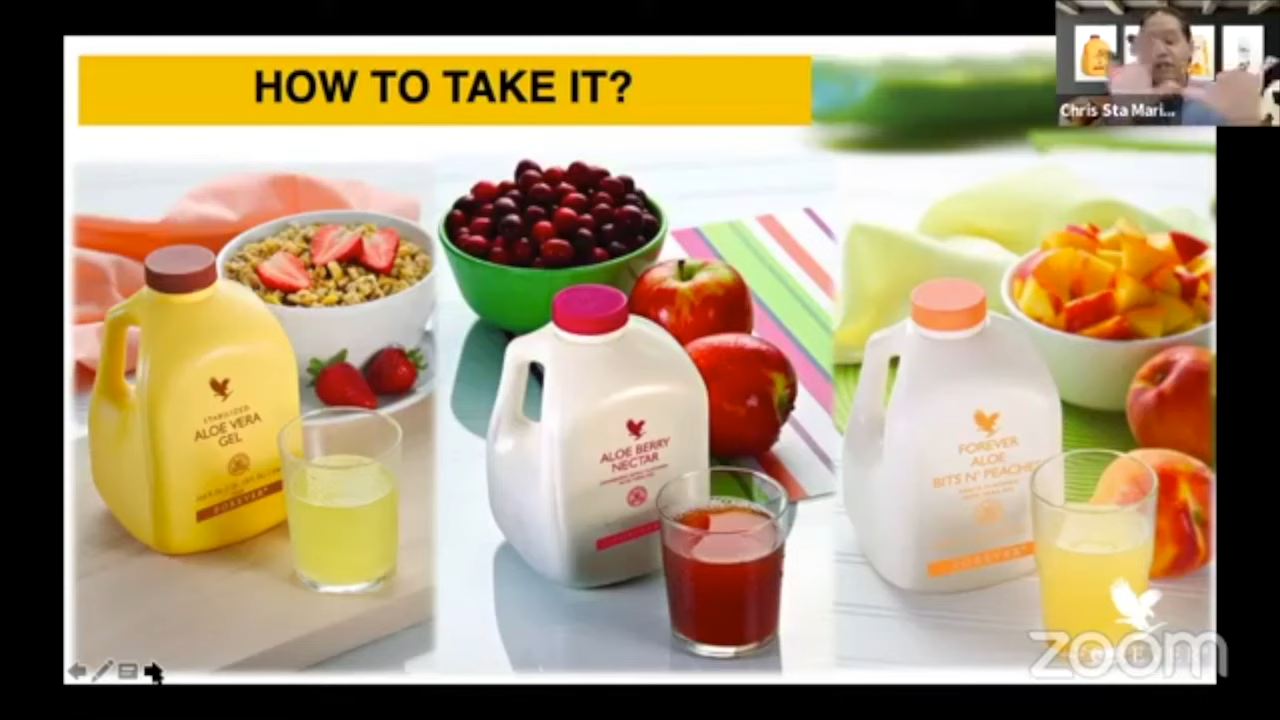 HOW TO TAKE IT?
Chris Sta Mari...
STABILIZED
ALOE VERA
GEL
FOREVER
ALOE BERRY
NECTAR
FOREVER
ALOE
BITS N' PEACHE
FOREVER
zoom